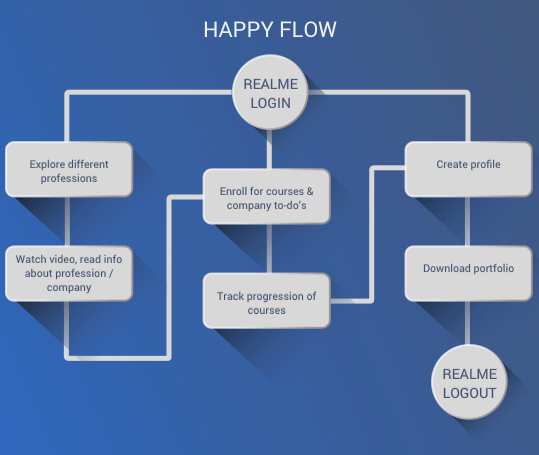 HAPPY FLOW
REALME
LOGIN
Explore different
professions
Watch video, read info
about profession /
company
Enroll for courses &
company to-do's
Track progression of
courses
Create profile
Download portfolio
REALME
LOGOUT